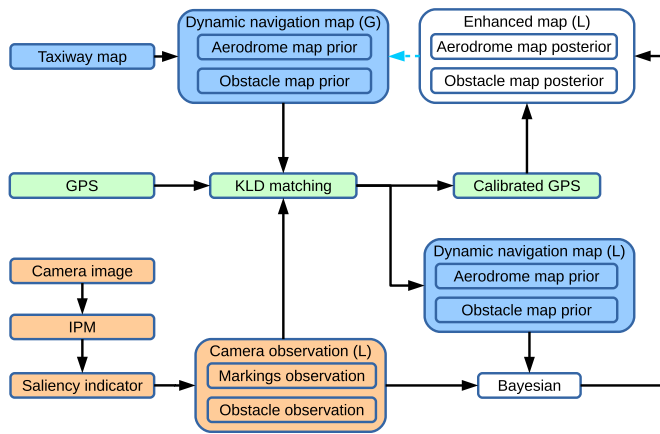 Dynamic navigation map (G)
Aerodrome map prior
Obstacle map prior
Taxiway map
Enhanced map (L)
Aerodrome map posterior
Obstacle map posterior
GPS
KLD matching
Calibrated GPS
Camera image
IPM
Saliency indicator
Camera observation (L)
Markings observation
Obstacle observation
Dynamic navigation map (L)
Aerodrome map prior
Obstacle map prior
Bayesian